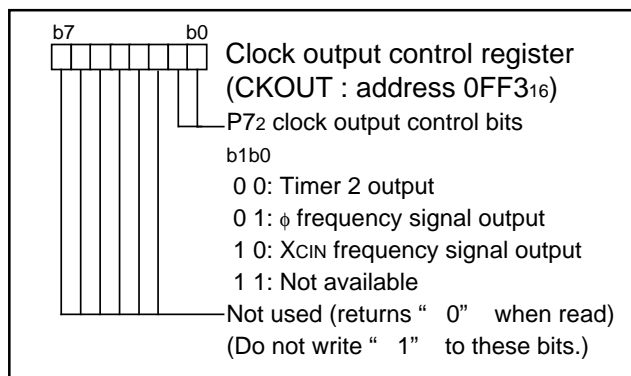 b7 b0
Clock output control register
(CKOUT : address 0FF316)
P72 clock output control bits
b1b0
0 0: Timer 2 output
0 1: ϕ frequency signal output
1 0: XCIN frequency signal output
1 1: Not available
Not used (returns “ 0” when read)
(Do not write “ 1” to these bits.)